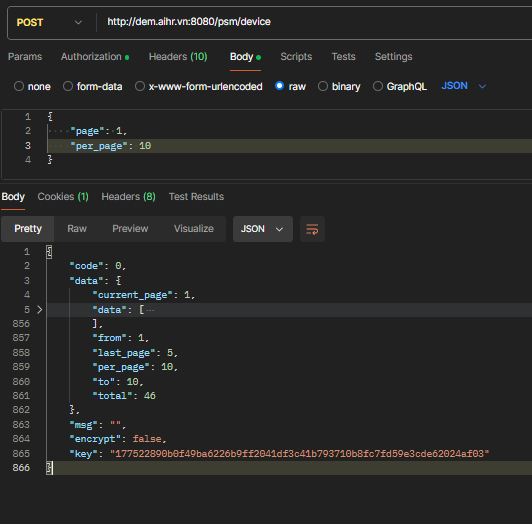 POST http://dem.aihr.vn:8080/psm/device
Params Authorization Headers (10) Body Scripts Tests Settings
none form-data x-www-form-urlencoded raw binary GraphQL JSON
1 {
2 "page": 1,
3 "per_page": 10
4 }
Body Cookies (1) Headers (8) Test Results
Pretty Raw Preview Visualize JSON
1 {
2 "code": 0,
3 "data": {
4 "current_page": 1,
5 "data": [ ...
856 ],
857 "from": 1,
858 "last_page": 5,
859 "per_page": 10,
860 "to": 10,
861 "total": 46
862 },
863 "msg": "",
864 "encrypt": false,
865 "key": "177522890b0f49ba6226b9ff2041df3c41b793710b8fc7fd59e3cde62024af03"
866 }